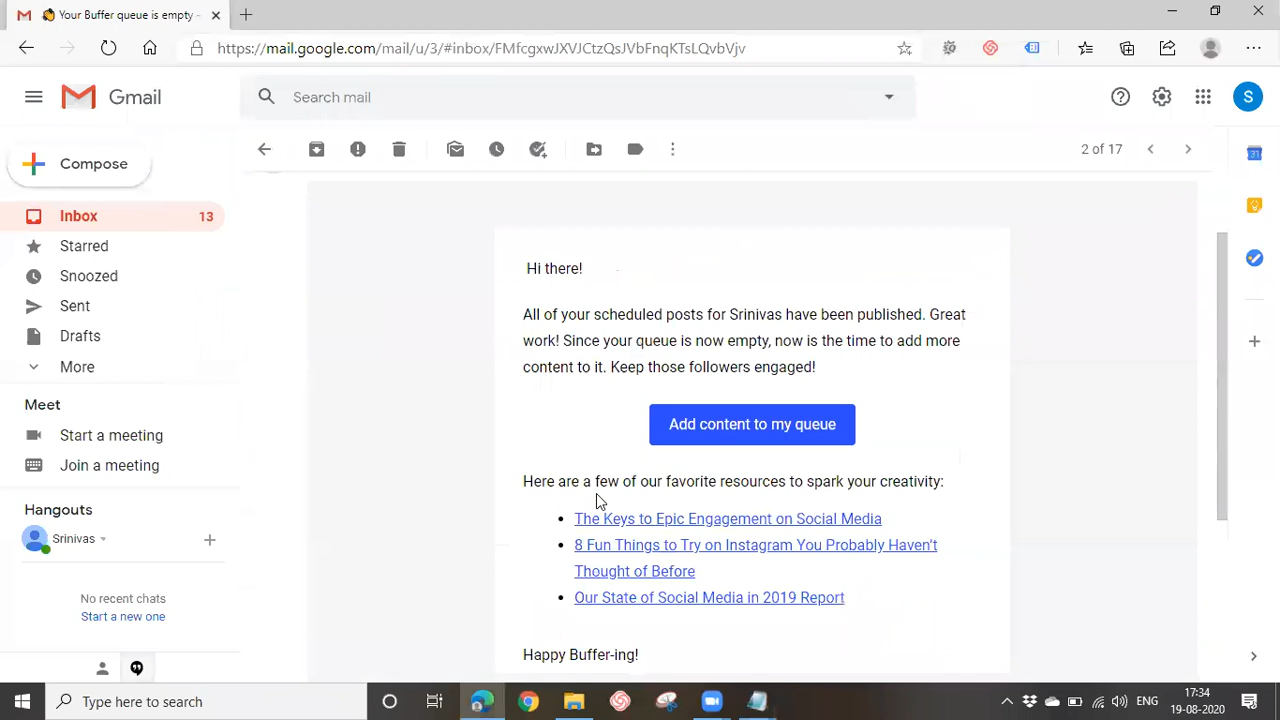 Your Buffer queue is empty -
https://mail.google.com/mail/u/3/#inbox/FMfcgxwJXVJCtzQsJVbFnqKTsLQvbVjv
Gmail
Search mail
S
Compose
2 of 17
31
Inbox 13
Starred
Snoozed
Sent
Drafts
More
Meet
Start a meeting
Join a meeting
Hangouts
Srinivas
No recent chats
Start a new one
Hi there!
All of your scheduled posts for Srinivas have been published. Great
work! Since your queue is now empty, now is the time to add more
content to it. Keep those followers engaged!
Add content to my queue
Here are a few of our favorite resources to spark your creativity:
• The Keys to Epic Engagement on Social Media
• 8 Fun Things to Try on Instagram You Probably Haven't
Thought of Before
• Our State of Social Media in 2019 Report
Happy Buffer-ing!
Type here to search
ENG
17:34
19-08-2020